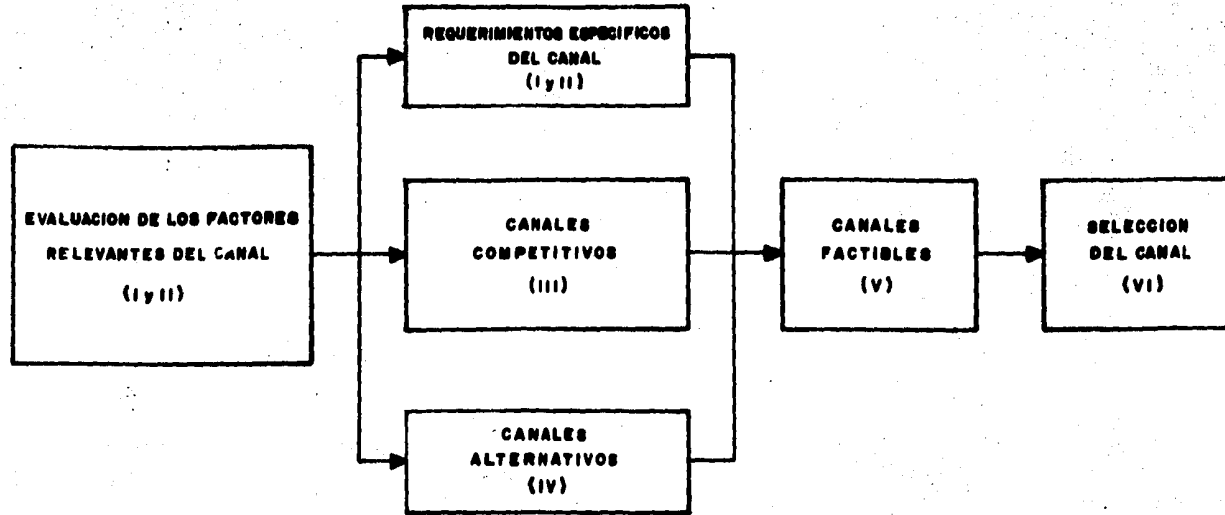 REQUERIMIENTOS ESPECIFICOS
DEL CANAL
(I y II)
EVALUACION DE LOS FACTORES
RELEVANTES DEL CANAL
(I y II)
CANALES
COMPETITIVOS
(III)
CANALES
FACTIBLES
(V)
SELECCION
DEL CANAL
(VI)
CANALES
ALTERNATIVOS
(IV)